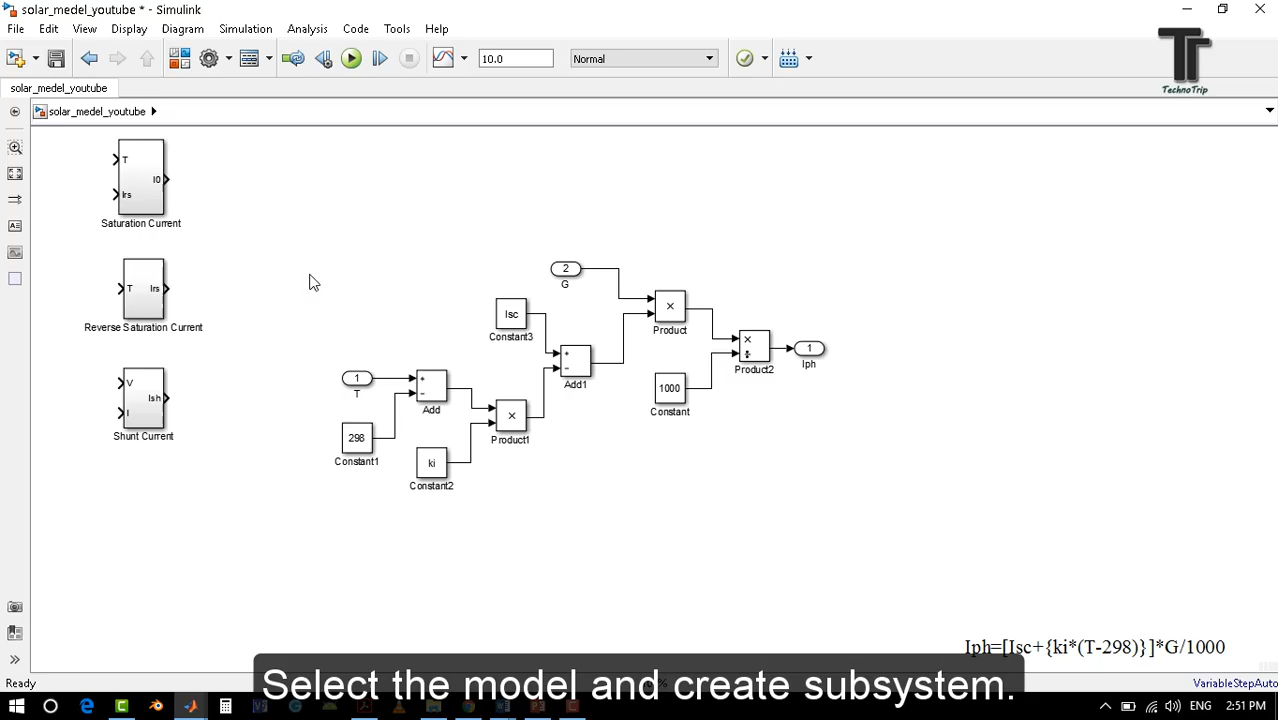 solar_medel_youtube * - Simulink
File Edit View Display Diagram Simulation Analysis Code Tools Help
10.0
Normal
TechnoTrip
solar_medel_youtube
solar_medel_youtube
T
I0
Irs
Saturation Current
T
Irs
Reverse Saturation Current
V
Ish
I
Shunt Current
2
G
Isc
Constant3
×
Product
+
−
Add1
×
÷
Product2
1
Iph
1000
Constant
1
T
+
−
Add
298
Constant1
×
Product1
ki
Constant2
Iph=[Isc+{ki*(T-298)}]*G/1000
Select the model and create subsystem.
Ready
VariableStepAuto
ENG
2:51 PM